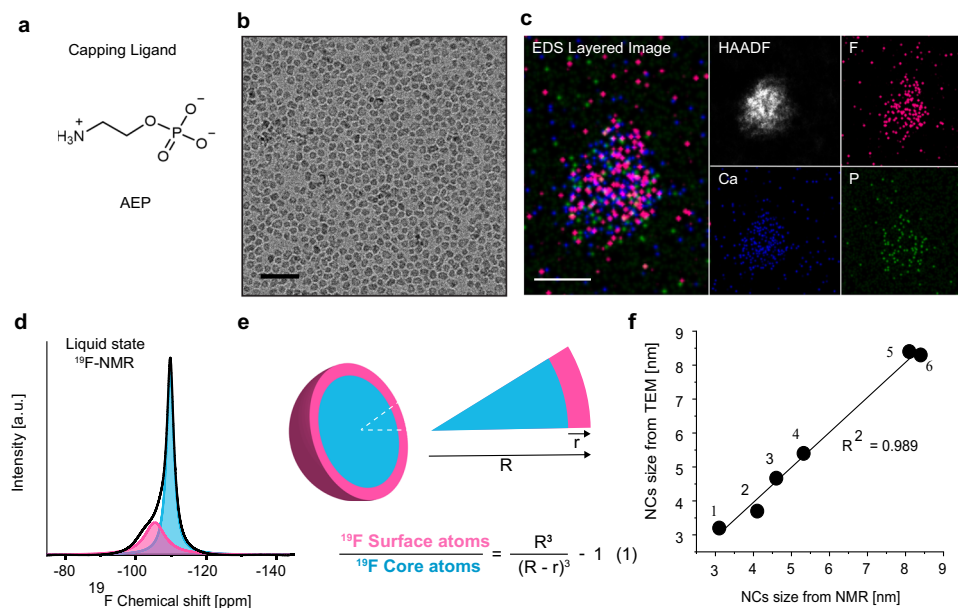 a
Capping Ligand
H₃N
+
O
P
O
O
O
−
−
AEP
b
c
EDS Layered Image
HAADF
F
Ca
P
d
Liquid state
¹⁹F-NMR
Intensity [a.u.]
-80
-100
-120
-140
¹⁹F Chemical shift [ppm]
e
r
R
¹⁹F Surface atoms
¹⁹F Core atoms
=
R³
(R - r)³
- 1 (1)
f
NCs size from TEM [nm]
9
8
7
6
5
4
3
1
2
3
4
5
6
R² = 0.989
3 4 5 6 7 8 9
NCs size from NMR [nm]